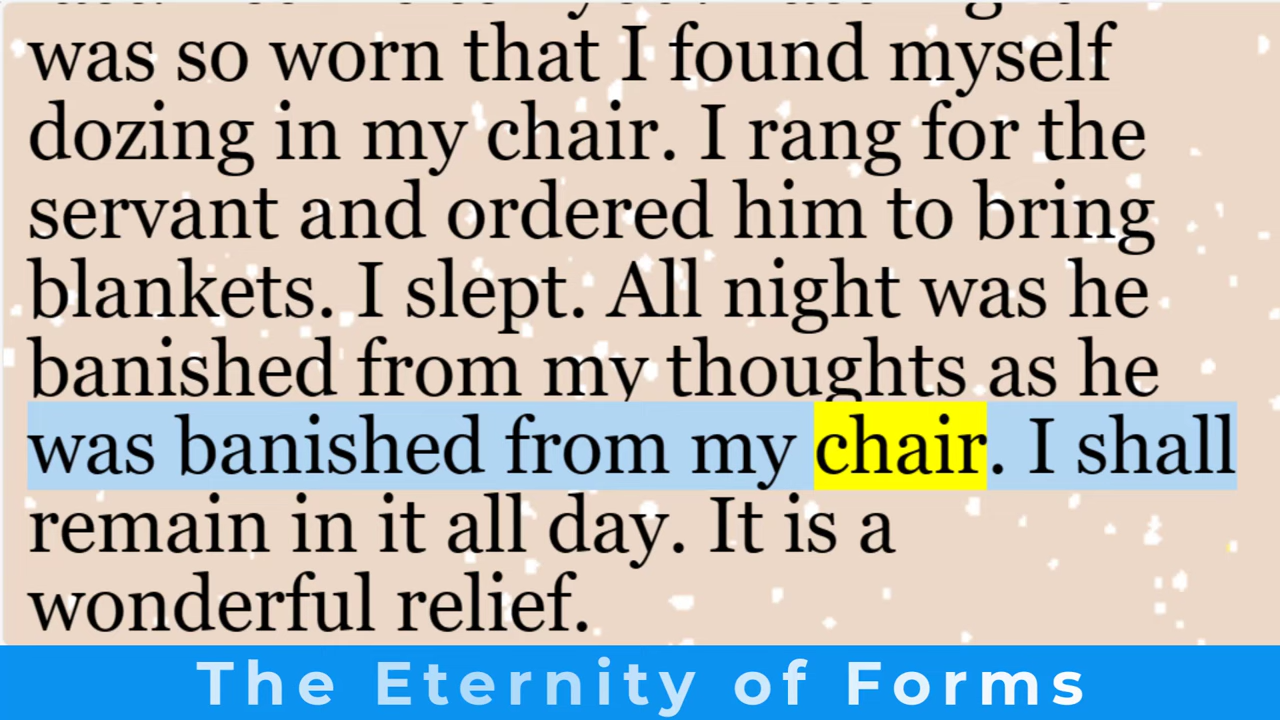 was so worn that I found myself
dozing in my chair. I rang for the
servant and ordered him to bring
blankets. I slept. All night was he
banished from my thoughts as he
was banished from my chair. I shall
remain in it all day. It is a
wonderful relief.
The Eternity of Forms